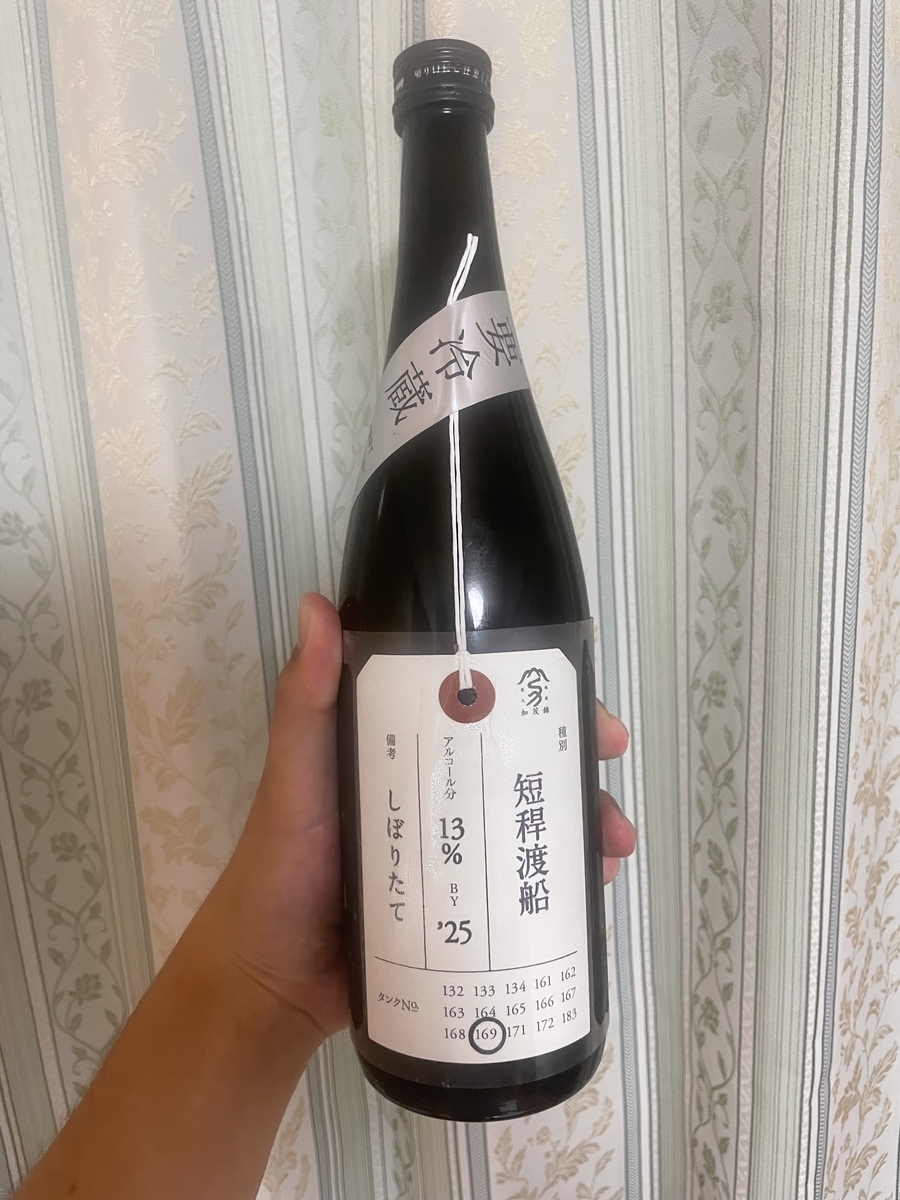 要冷蔵
加茂錦
種別
短稈渡船
アルコール分
13%
BY
'25
備考
しぼりたて
タンクNo.
132 133 134 161 162
163 164 165 166 167
168 169 171 172 183